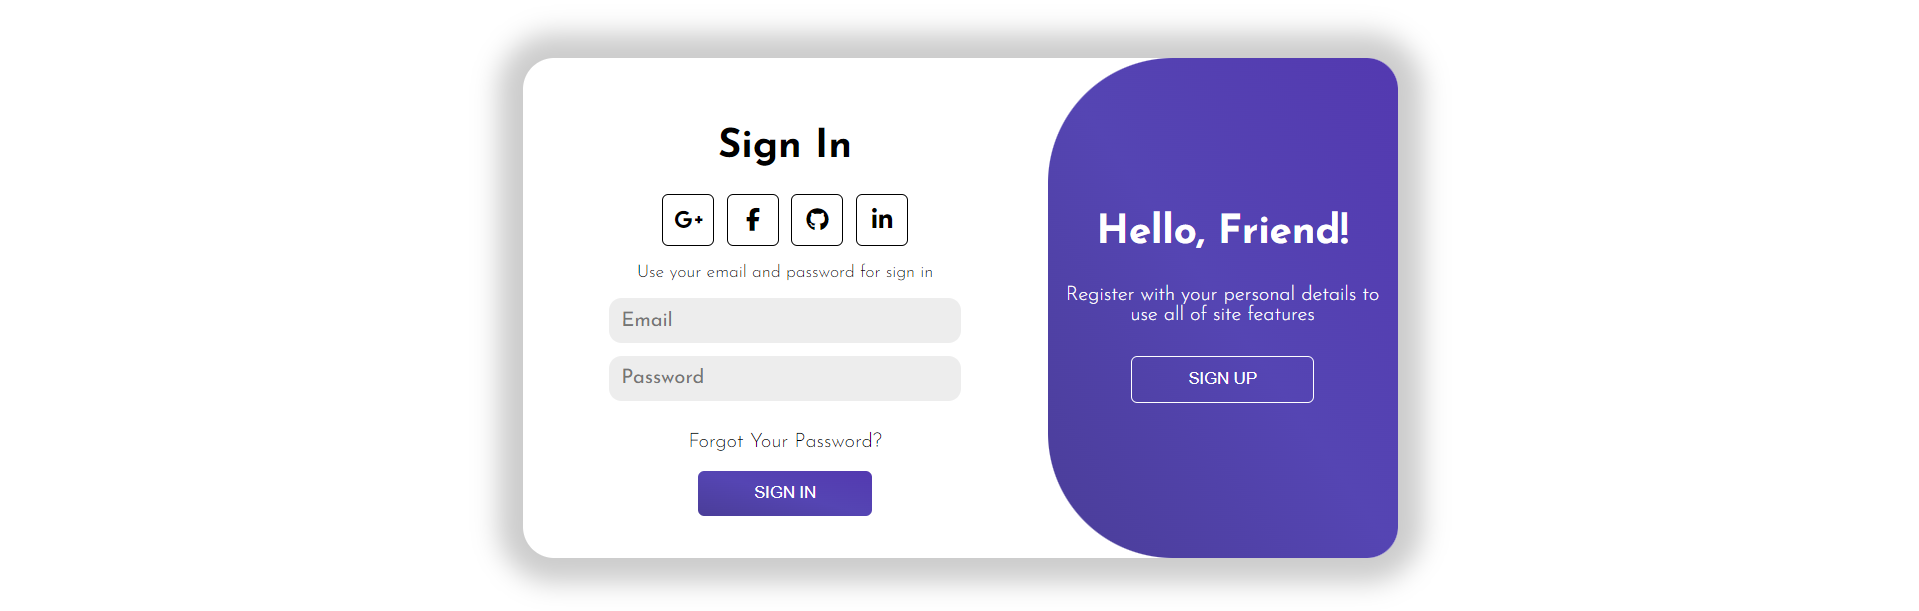 Sign In
G+ f in
Use your email and password for sign in
Email
Password
Forgot Your Password?
SIGN IN
Hello, Friend!
Register with your personal details to
use all of site features
SIGN UP